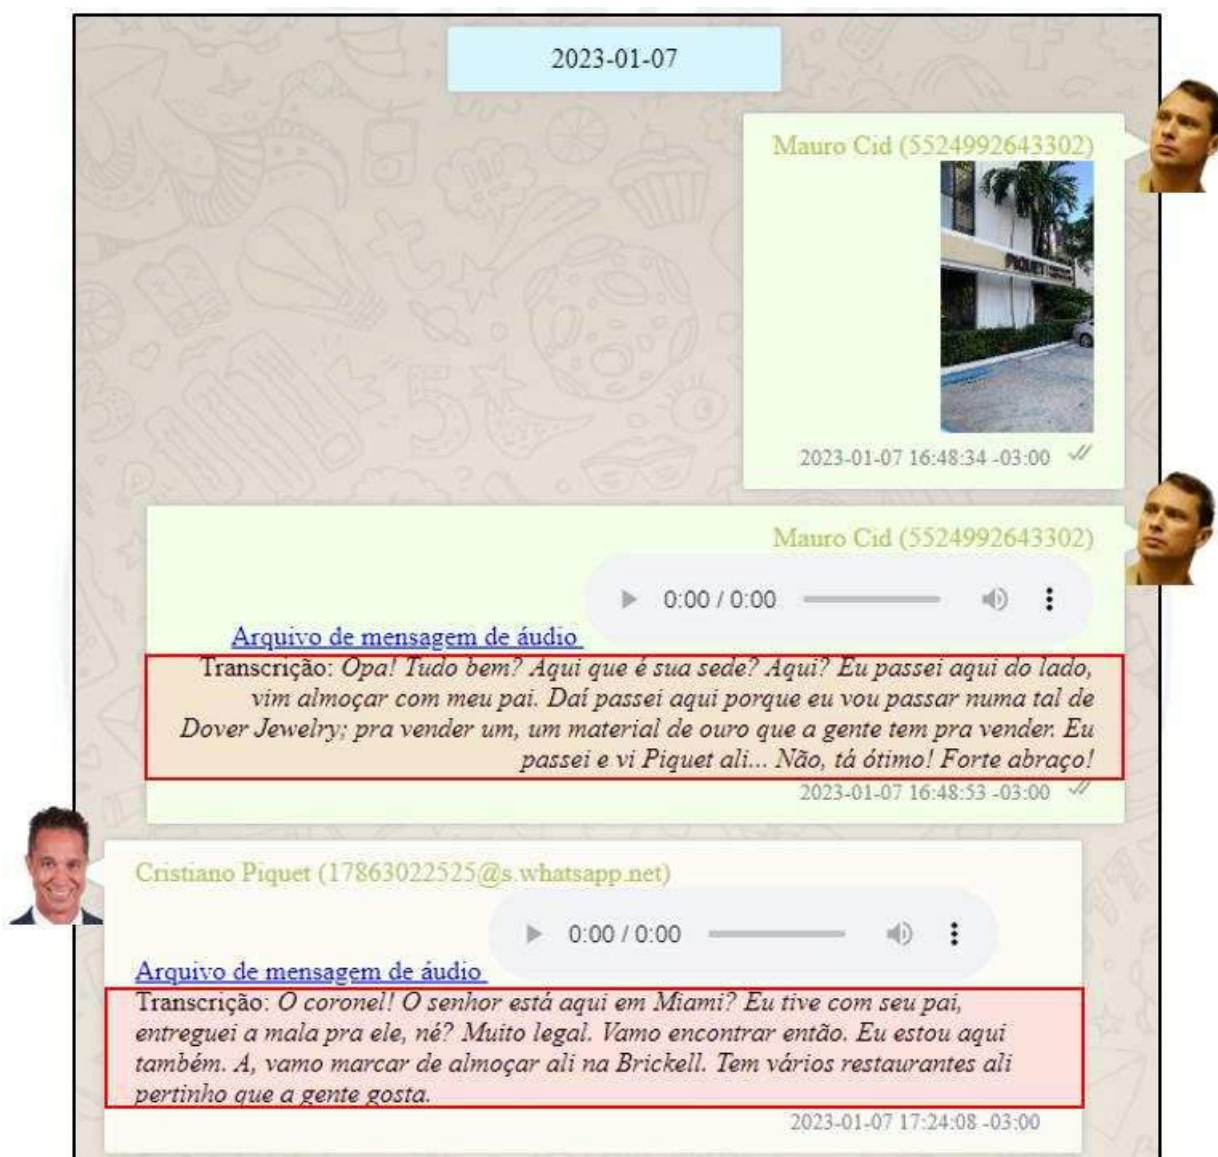 2023-01-07
Mauro Cid (5524992643302)
PIQUET
2023-01-07 16:48:34 -03:00
Mauro Cid (5524992643302)
0:00 / 0:00
Arquivo de mensagem de áudio
Transcrição: Opa! Tudo bem? Aqui que é sua sede? Aqui? Eu passei aqui do lado,
vim almoçar com meu pai. Daí passei aqui porque eu vou passar numa tal de
Dover Jewelry; pra vender um, um material de ouro que a gente tem pra vender. Eu
passei e vi Piquet ali... Não, tá ótimo! Forte abraço!
2023-01-07 16:48:53 -03:00
Cristiano Piquet (17863022525@s.whatsapp.net)
0:00 / 0:00
Arquivo de mensagem de áudio
Transcrição: O coronel! O senhor está aqui em Miami? Eu tive com seu pai,
entreguei a mala pra ele, né? Muito legal. Vamo encontrar então. Eu estou aqui
também. A, vamo marcar de almoçar ali na Brickell. Tem vários restaurantes ali
pertinho que a gente gosta.
2023-01-07 17:24:08 -03:00